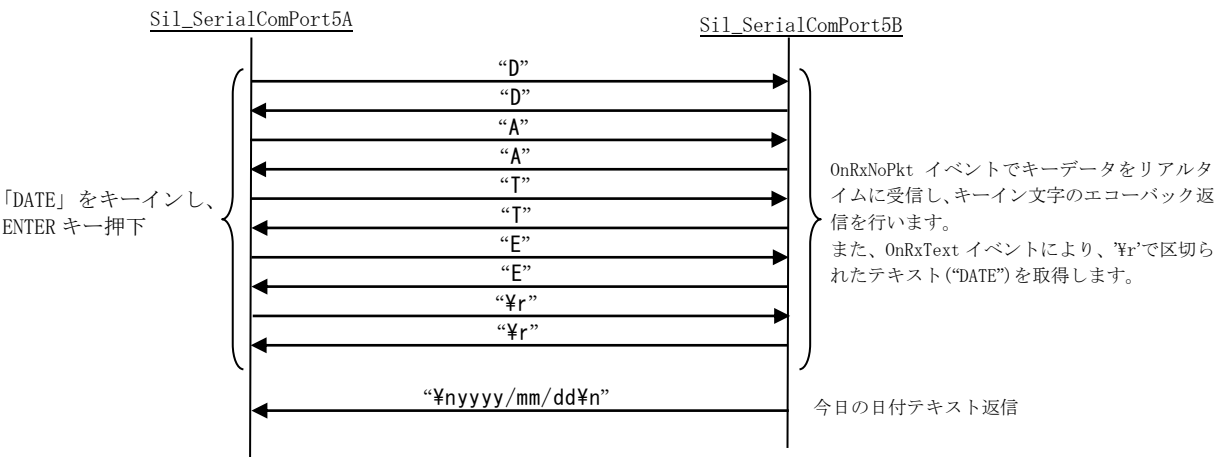 Sil_SerialComPort5A
Sil_SerialComPort5B
“D”
“D”
“A”
“A”
“T”
“T”
“E”
“E”
“¥r”
“¥r”
「DATE」をキーインし、
ENTER キー押下
OnRxNoPkt イベントでキーデータをリアルタ
イムに受信し、キーイン文字のエコーバック返
信を行います。
また、OnRxText イベントにより、'¥r'で区切ら
れたテキスト(“DATE”)を取得します。
“¥nyyyy/mm/dd¥n”
今日の日付テキスト返信